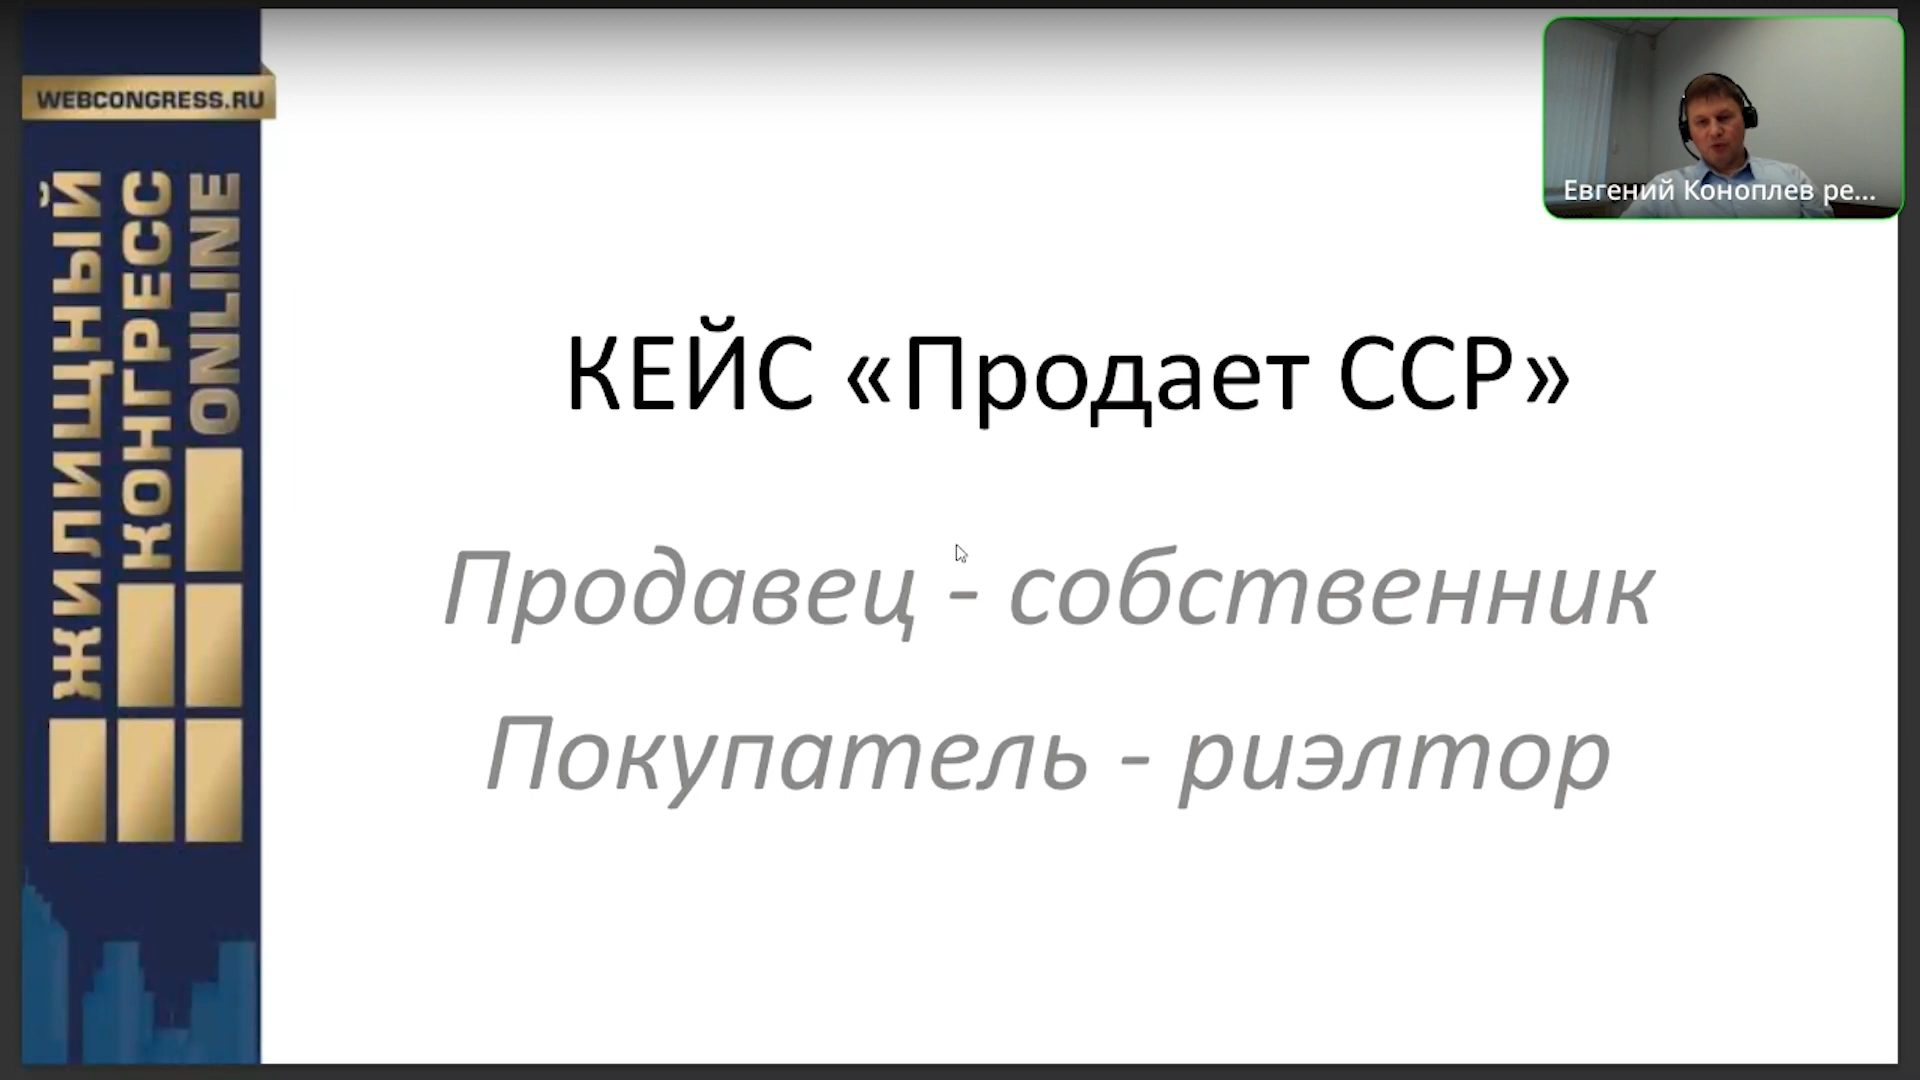 WEBCONGRESS.RU
ЖИЛИЩНЫЙ
КОНГРЕСС
ONLINE
Евгений Коноплев ре...
КЕЙС «Продает ССР»
Продавец - собственник
Покупатель - риэлтор